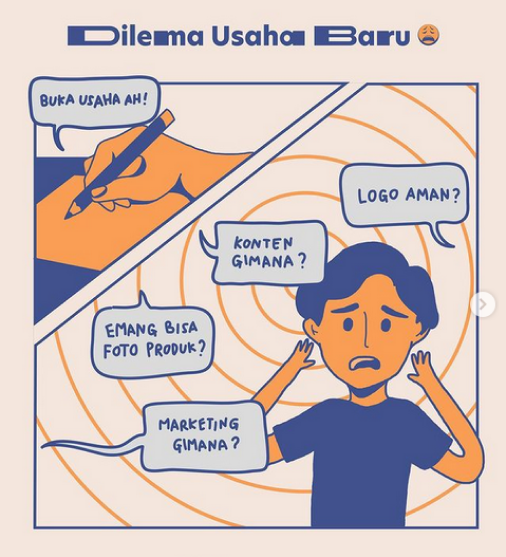 Dilema Usaha Baru
BUKA USAHA AH!
LOGO AMAN?
KONTEN
GIMANA?
EMANG BISA
FOTO PRODUK?
MARKETING
GIMANA?